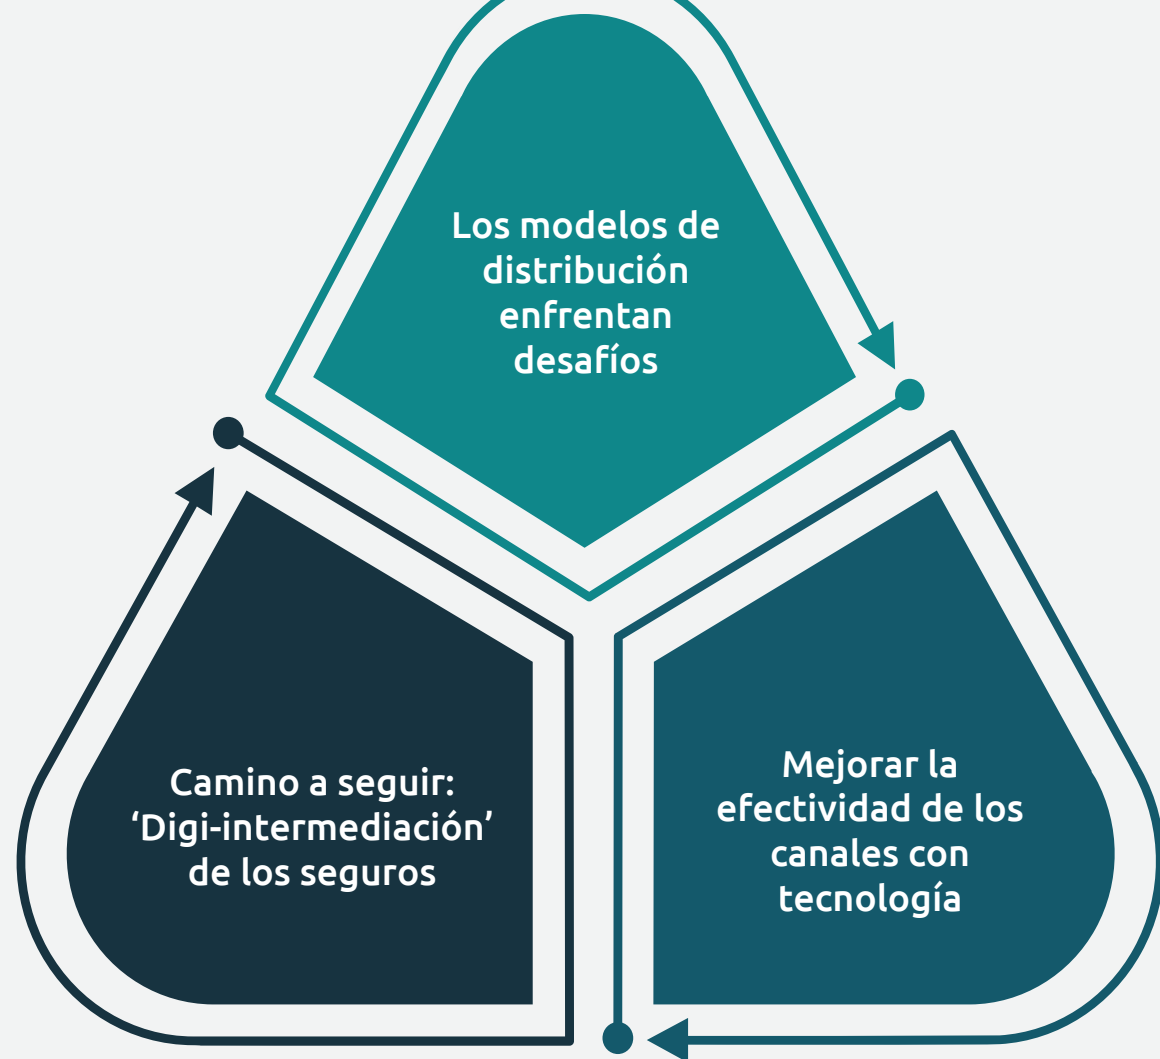 Los modelos de
distribución
enfrentan
desafíos
Camino a seguir:
‘Digi-intermediación’
de los seguros
Mejorar la
efectividad de los
canales con
tecnología